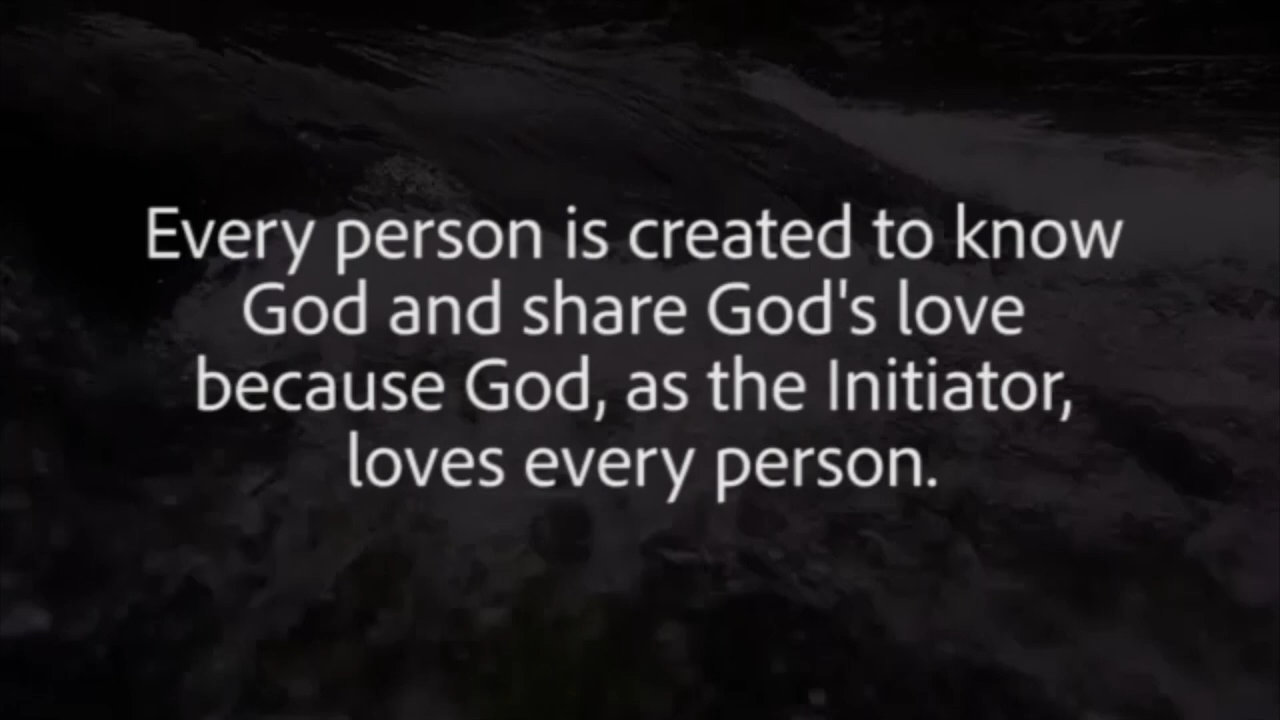 Every person is created to know
God and share God's love
because God, as the Initiator,
loves every person.